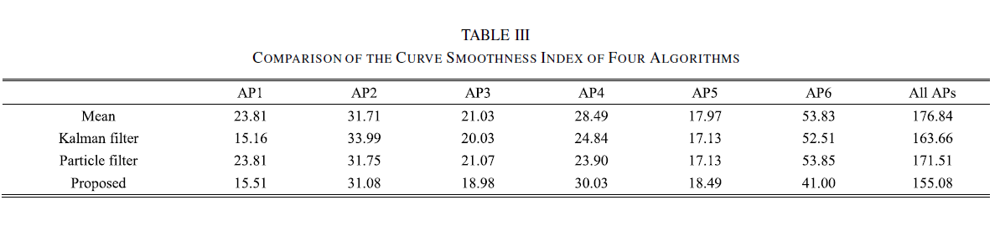 TABLE III
COMPARISON OF THE CURVE SMOOTHNESS INDEX OF FOUR ALGORITHMS
AP1 AP2 AP3 AP4 AP5 AP6 All APs
Mean 23.81 31.71 21.03 28.49 17.97 53.83 176.84
Kalman filter 15.16 33.99 20.03 24.84 17.13 52.51 163.66
Particle filter 23.81 31.75 21.07 23.90 17.13 53.85 171.51
Proposed 15.51 31.08 18.98 30.03 18.49 41.00 155.08